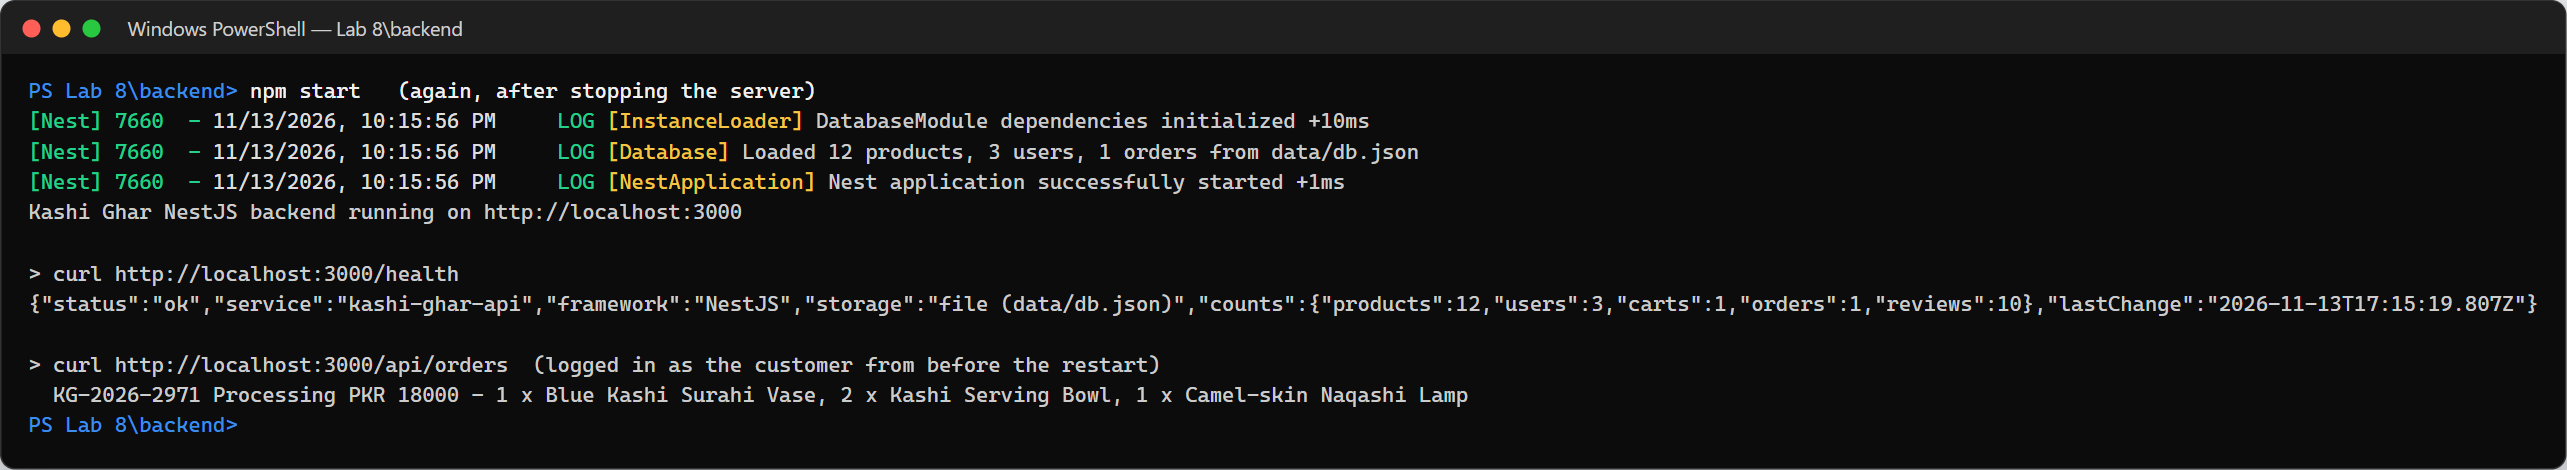 Windows PowerShell — Lab 8\backend
PS Lab 8\backend> npm start   (again, after stopping the server)
[Nest] 7660  - 11/13/2026, 10:15:56 PM     LOG [InstanceLoader] DatabaseModule dependencies initialized +10ms
[Nest] 7660  - 11/13/2026, 10:15:56 PM     LOG [Database] Loaded 12 products, 3 users, 1 orders from data/db.json
[Nest] 7660  - 11/13/2026, 10:15:56 PM     LOG [NestApplication] Nest application successfully started +1ms
Kashi Ghar NestJS backend running on http://localhost:3000
> curl http://localhost:3000/health
{"status":"ok","service":"kashi-ghar-api","framework":"NestJS","storage":"file (data/db.json)","counts":{"products":12,"users":3,"carts":1,"orders":1,"reviews":10},"lastChange":"2026-11-13T17:15:19.807Z"}
> curl http://localhost:3000/api/orders  (logged in as the customer from before the restart)
  KG-2026-2971 Processing PKR 18000 - 1 x Blue Kashi Surahi Vase, 2 x Kashi Serving Bowl, 1 x Camel-skin Naqashi Lamp
PS Lab 8\backend>